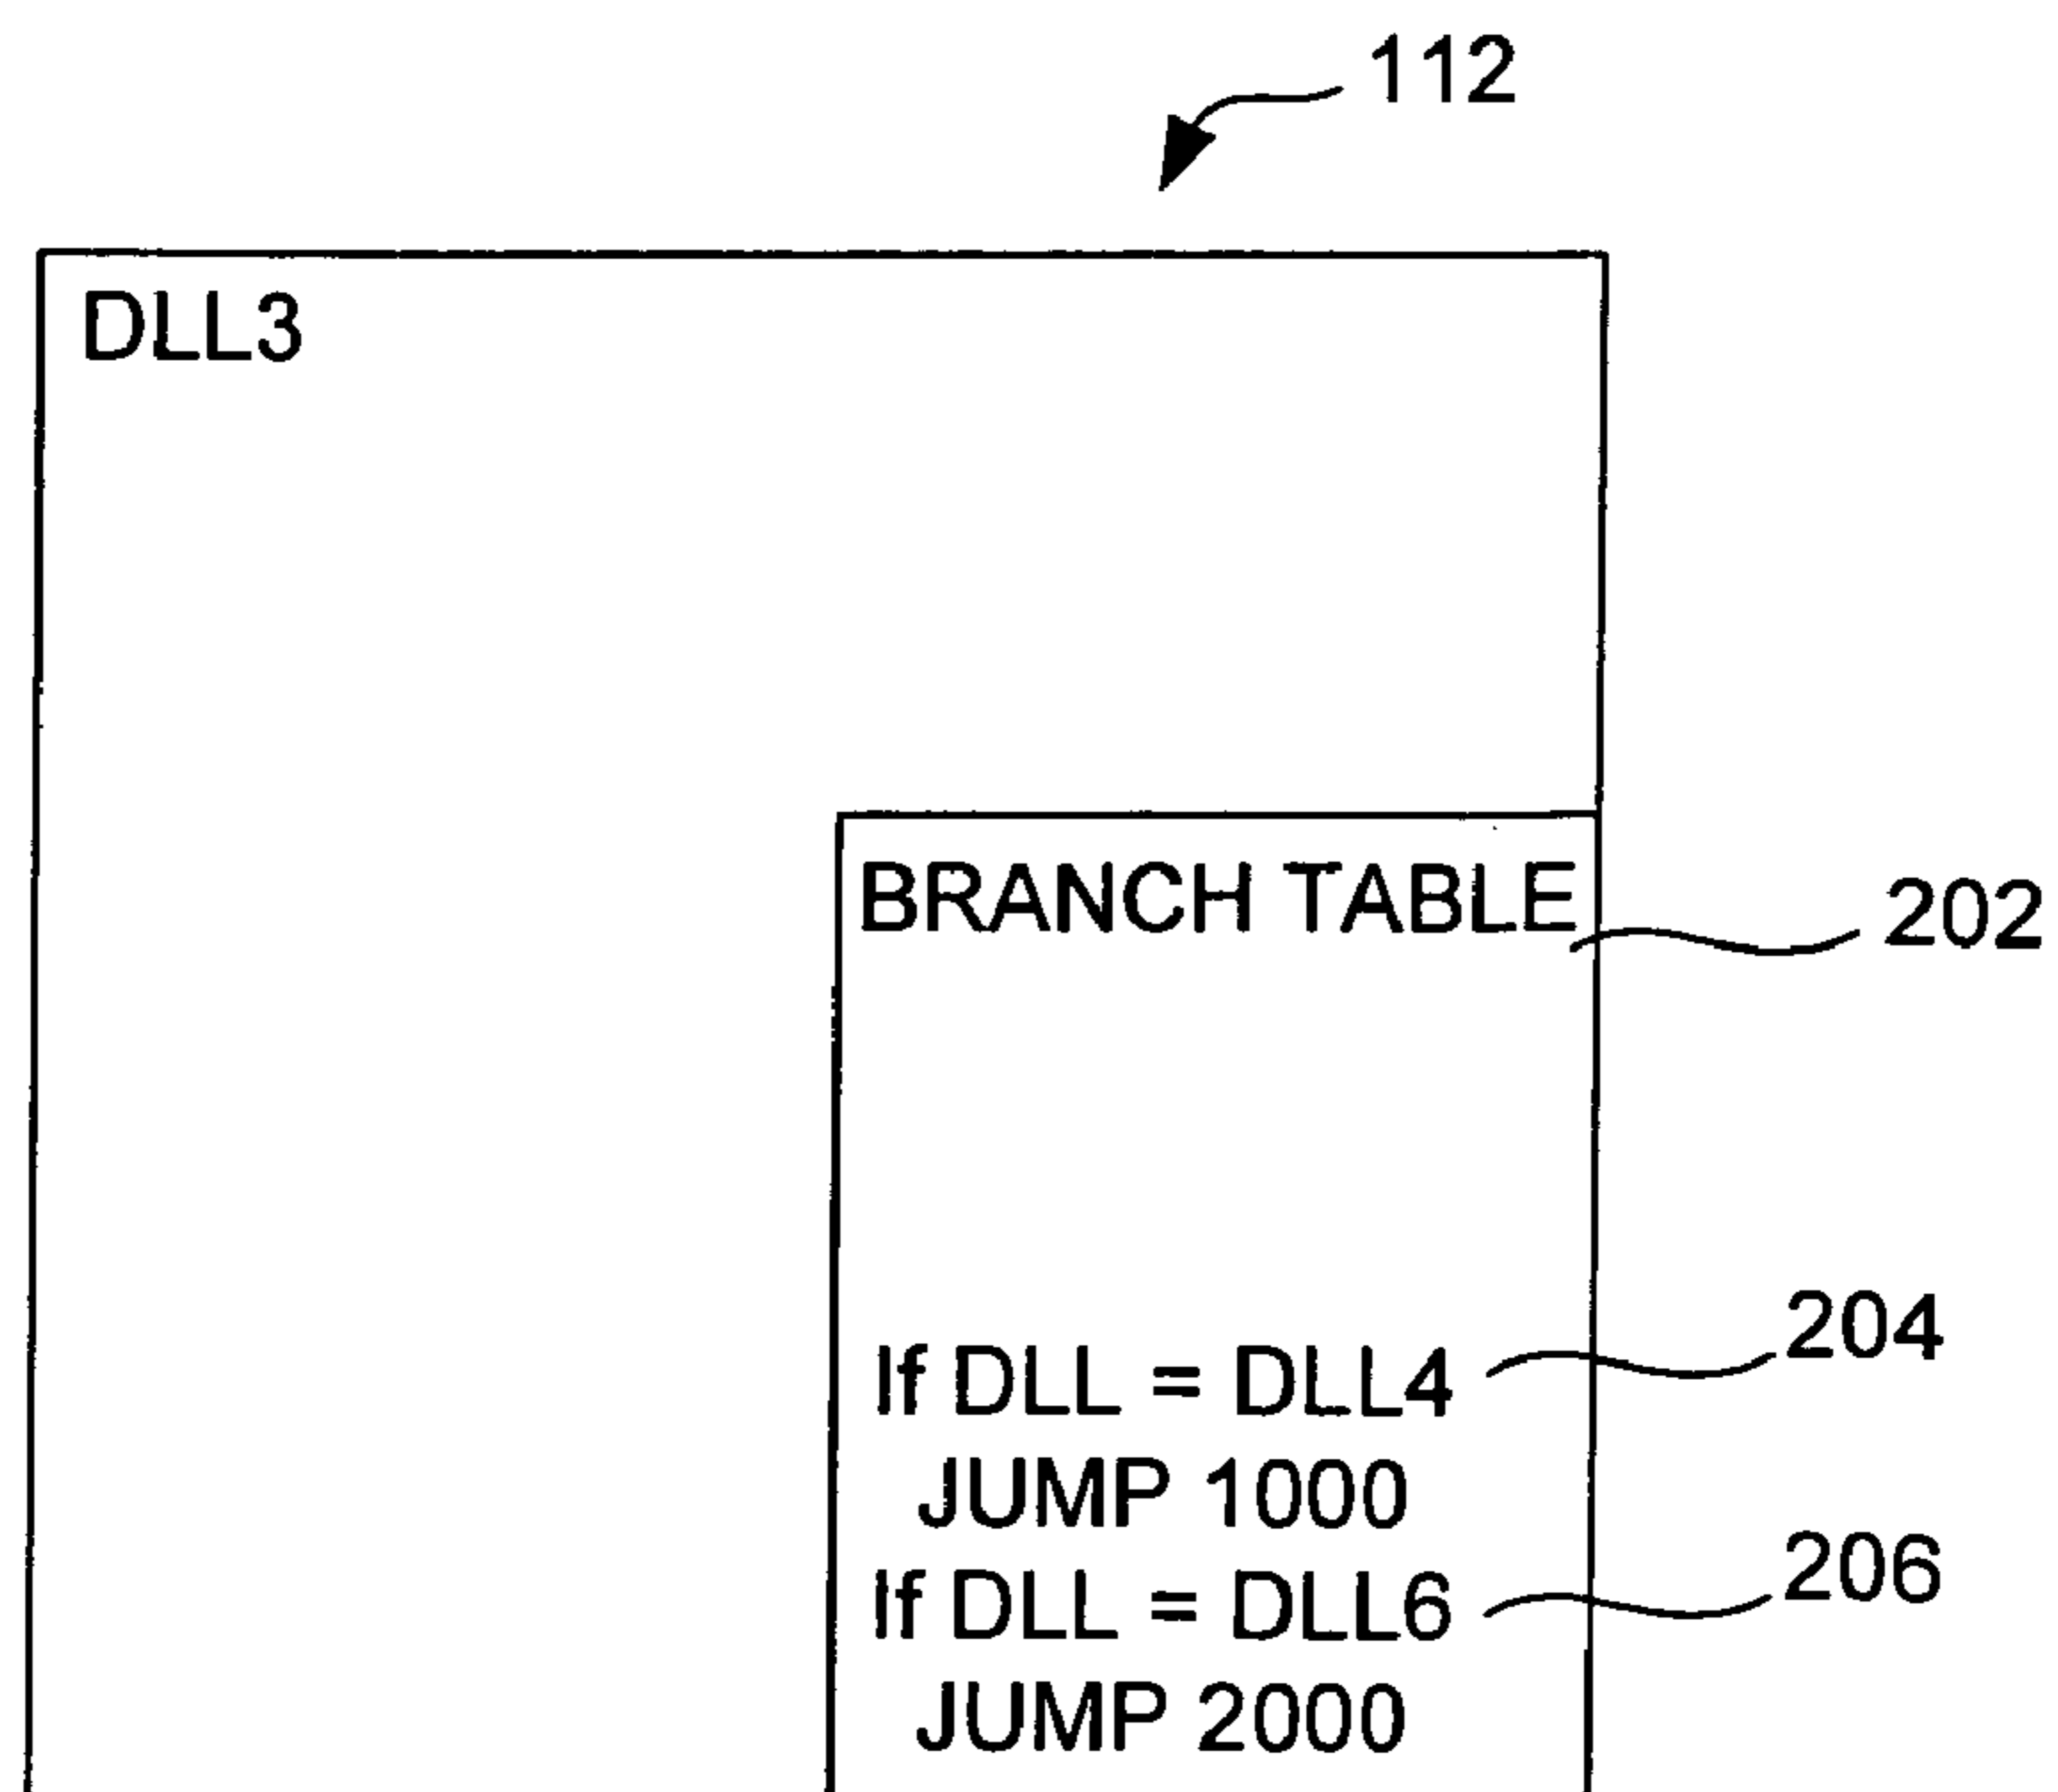 112
DLL3
BRANCH TABLE
202
If DLL = DLL4
204
JUMP 1000
If DLL = DLL6
206
JUMP 2000